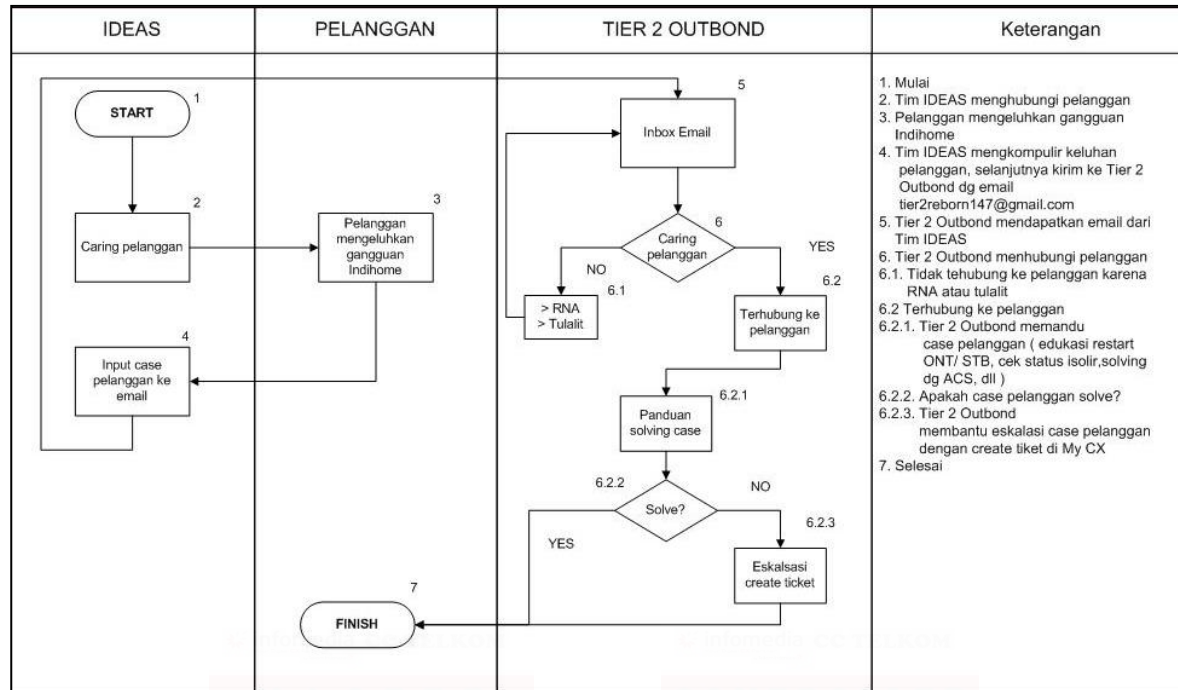 IDEAS
PELANGGAN
TIER 2 OUTBOND
Keterangan
1
START
2
Caring pelanggan
3
Pelanggan
mengeluhkan
gangguan
Indihome
4
Input case
pelanggan ke
email
5
Inbox Email
6
Caring
pelanggan
NO
YES
6.1
> RNA
> Tulalit
6.2
Terhubung ke
pelanggan
6.2.1
Panduan
solving case
6.2.2
Solve?
NO
YES
6.2.3
Eskalsasi
create ticket
7
FINISH
1. Mulai
2. Tim IDEAS menghubungi pelanggan
3. Pelanggan mengeluhkan gangguan
Indihome
4. Tim IDEAS mengkompulir keluhan
pelanggan, selanjutnya kirim ke Tier 2
Outbond dg email
tier2reborn147@gmail.com
5. Tier 2 Outbond mendapatkan email dari
Tim IDEAS
6. Tier 2 Outbond menhubungi pelanggan
6.1. Tidak tehubung ke pelanggan karena
RNA atau tulalit
6.2 Terhubung ke pelanggan
6.2.1. Tier 2 Outbond memandu
case pelanggan ( edukasi restart
ONT/ STB, cek status isolir,solving
dg ACS, dll )
6.2.2. Apakah case pelanggan solve?
6.2.3. Tier 2 Outbond
membantu eskalasi case pelanggan
dengan create tiket di My CX
7. Selesai